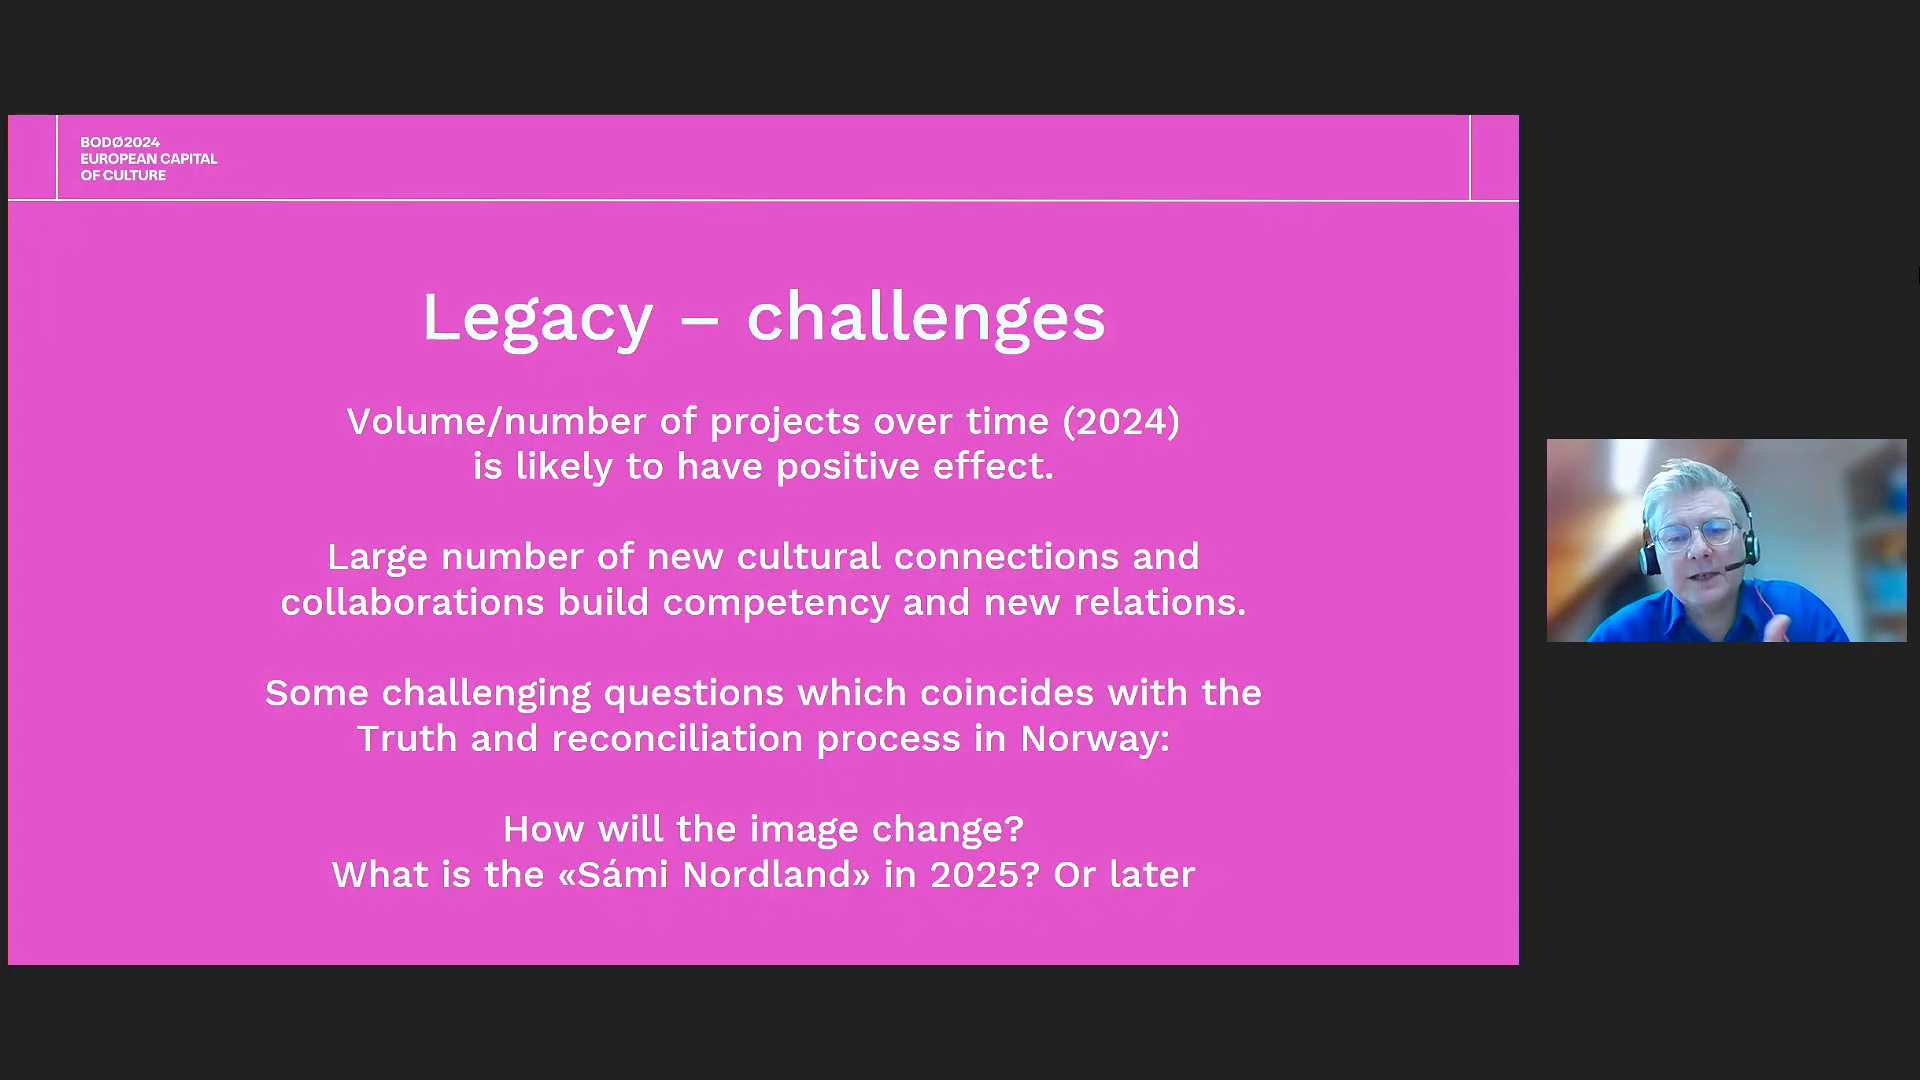 BODØ2024
EUROPEAN CAPITAL
OF CULTURE
Legacy – challenges
Volume/number of projects over time (2024)
is likely to have positive effect.
Large number of new cultural connections and
collaborations build competency and new relations.
Some challenging questions which coincides with the
Truth and reconciliation process in Norway:
How will the image change?
What is the «Sámi Nordland» in 2025? Or later